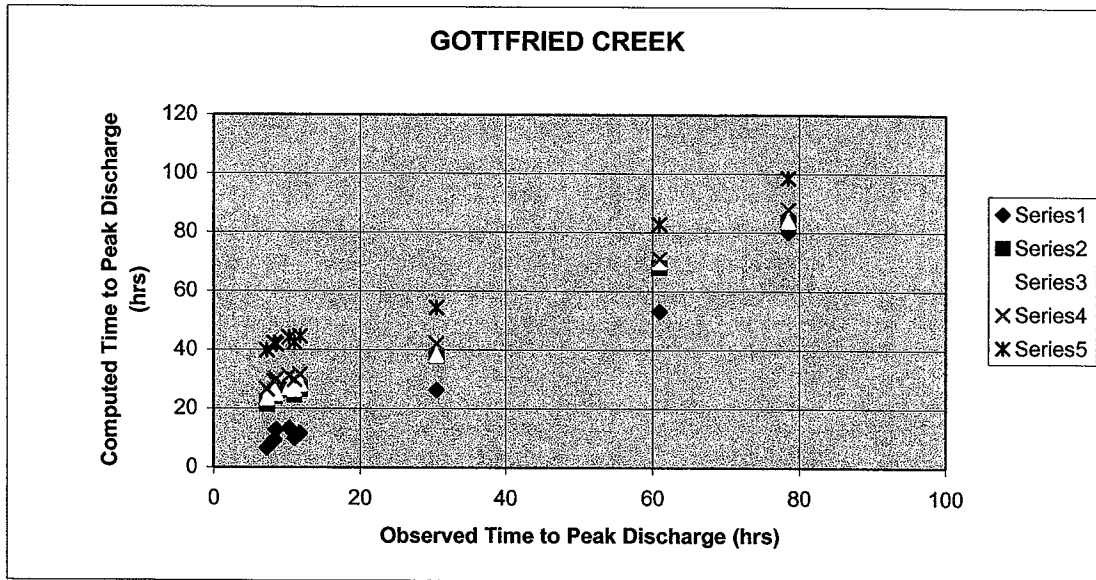 GOTTFRIED CREEK
Computed Time to Peak Discharge
(hrs)
120
100
80
60
40
20
0
0 20 40 60 80 100
Observed Time to Peak Discharge (hrs)
Series1
Series2
Series3
Series4
Series5